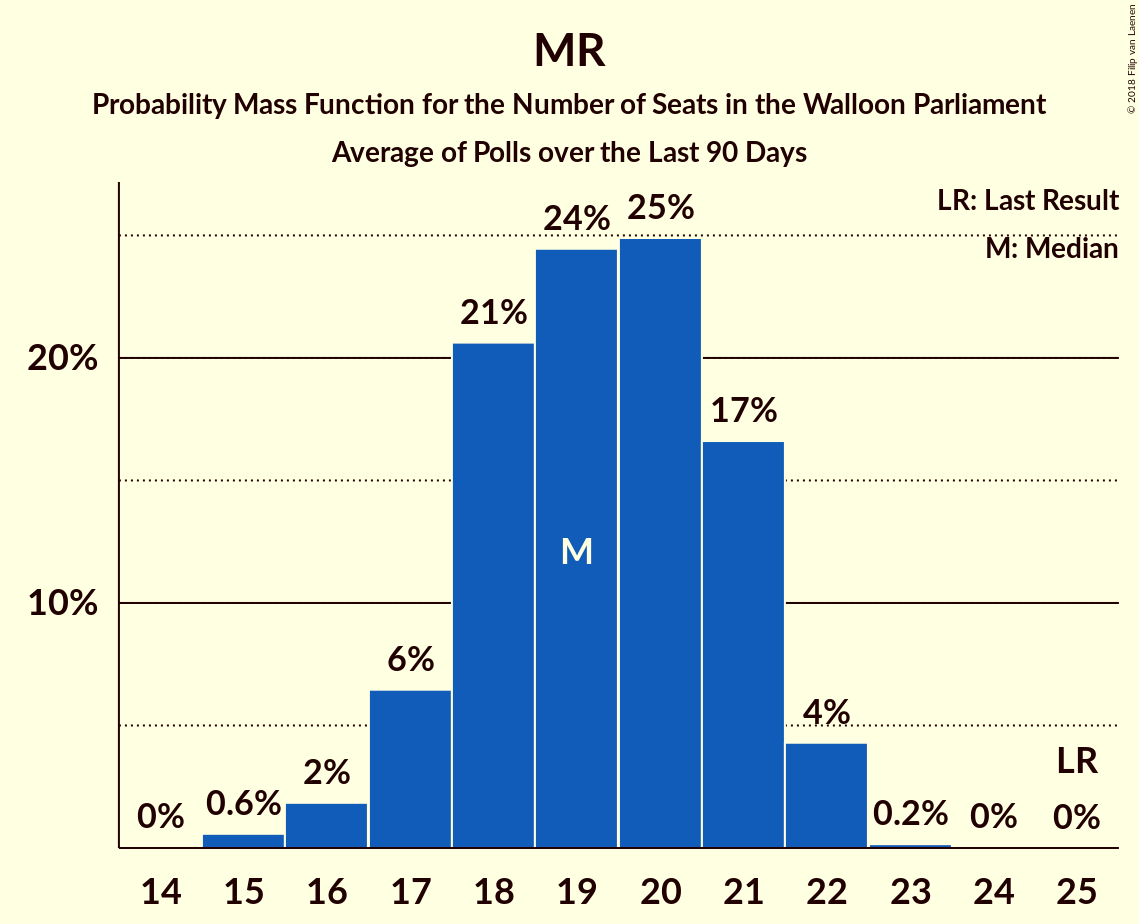 MR
Probability Mass Function for the Number of Seats in the Walloon Parliament
Average of Polls over the Last 90 Days
© 2018 Filip van Laenen
LR: Last Result
M: Median
24% 25%
21%
20%
17%
M
10%
6%
4%
LR
2%
0% 0.6% 0.2% 0% 0%
14 15 16 17 18 19 20 21 22 23 24 25